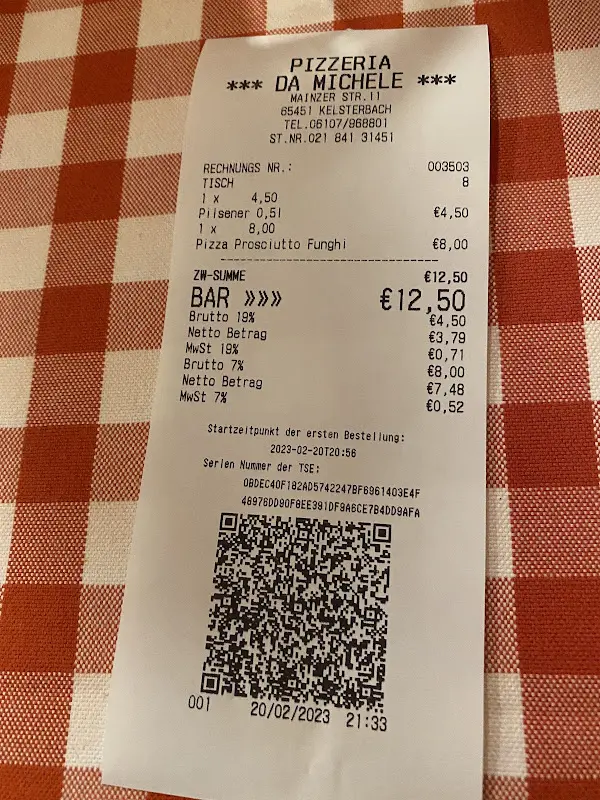 PIZZERIA
*** DA MICHELE ***
MAINZER STR.11
65451 KELSTERBACH
TEL.06107/968801
ST.NR.021 841 31451
RECHNUNGS NR.: 003503
TISCH 8
1 x 4,50
Pilsener 0,5l €4,50
1 x 8,00
Pizza Prosciutto Funghi €8,00
ZW-SUMME €12,50
BAR »»» €12,50
Brutto 19% €4,50
Netto Betrag €3,79
MwSt 19% €0,71
Brutto 7% €8,00
Netto Betrag €7,48
MwSt 7% €0,52
Startzeitpunkt der ersten Bestellung:
2023-02-20T20:56
Serien Nummer der TSE:
0BDEC40F182AD5742247BF6961403E4F
46976DD90F8EE391DF9A6CE7B4DD9AFA
001 20/02/2023 21:33